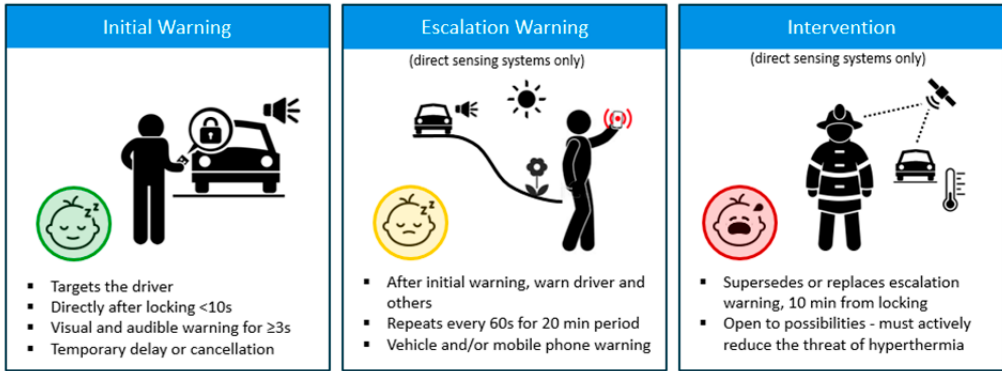 Initial Warning
▪ Targets the driver
▪ Directly after locking <10s
▪ Visual and audible warning for ≥3s
▪ Temporary delay or cancellation
Escalation Warning
(direct sensing systems only)
▪ After initial warning, warn driver and
others
▪ Repeats every 60s for 20 min period
▪ Vehicle and/or mobile phone warning
Intervention
(direct sensing systems only)
▪ Supersedes or replaces escalation
warning, 10 min from locking
▪ Open to possibilities - must actively
reduce the threat of hyperthermia